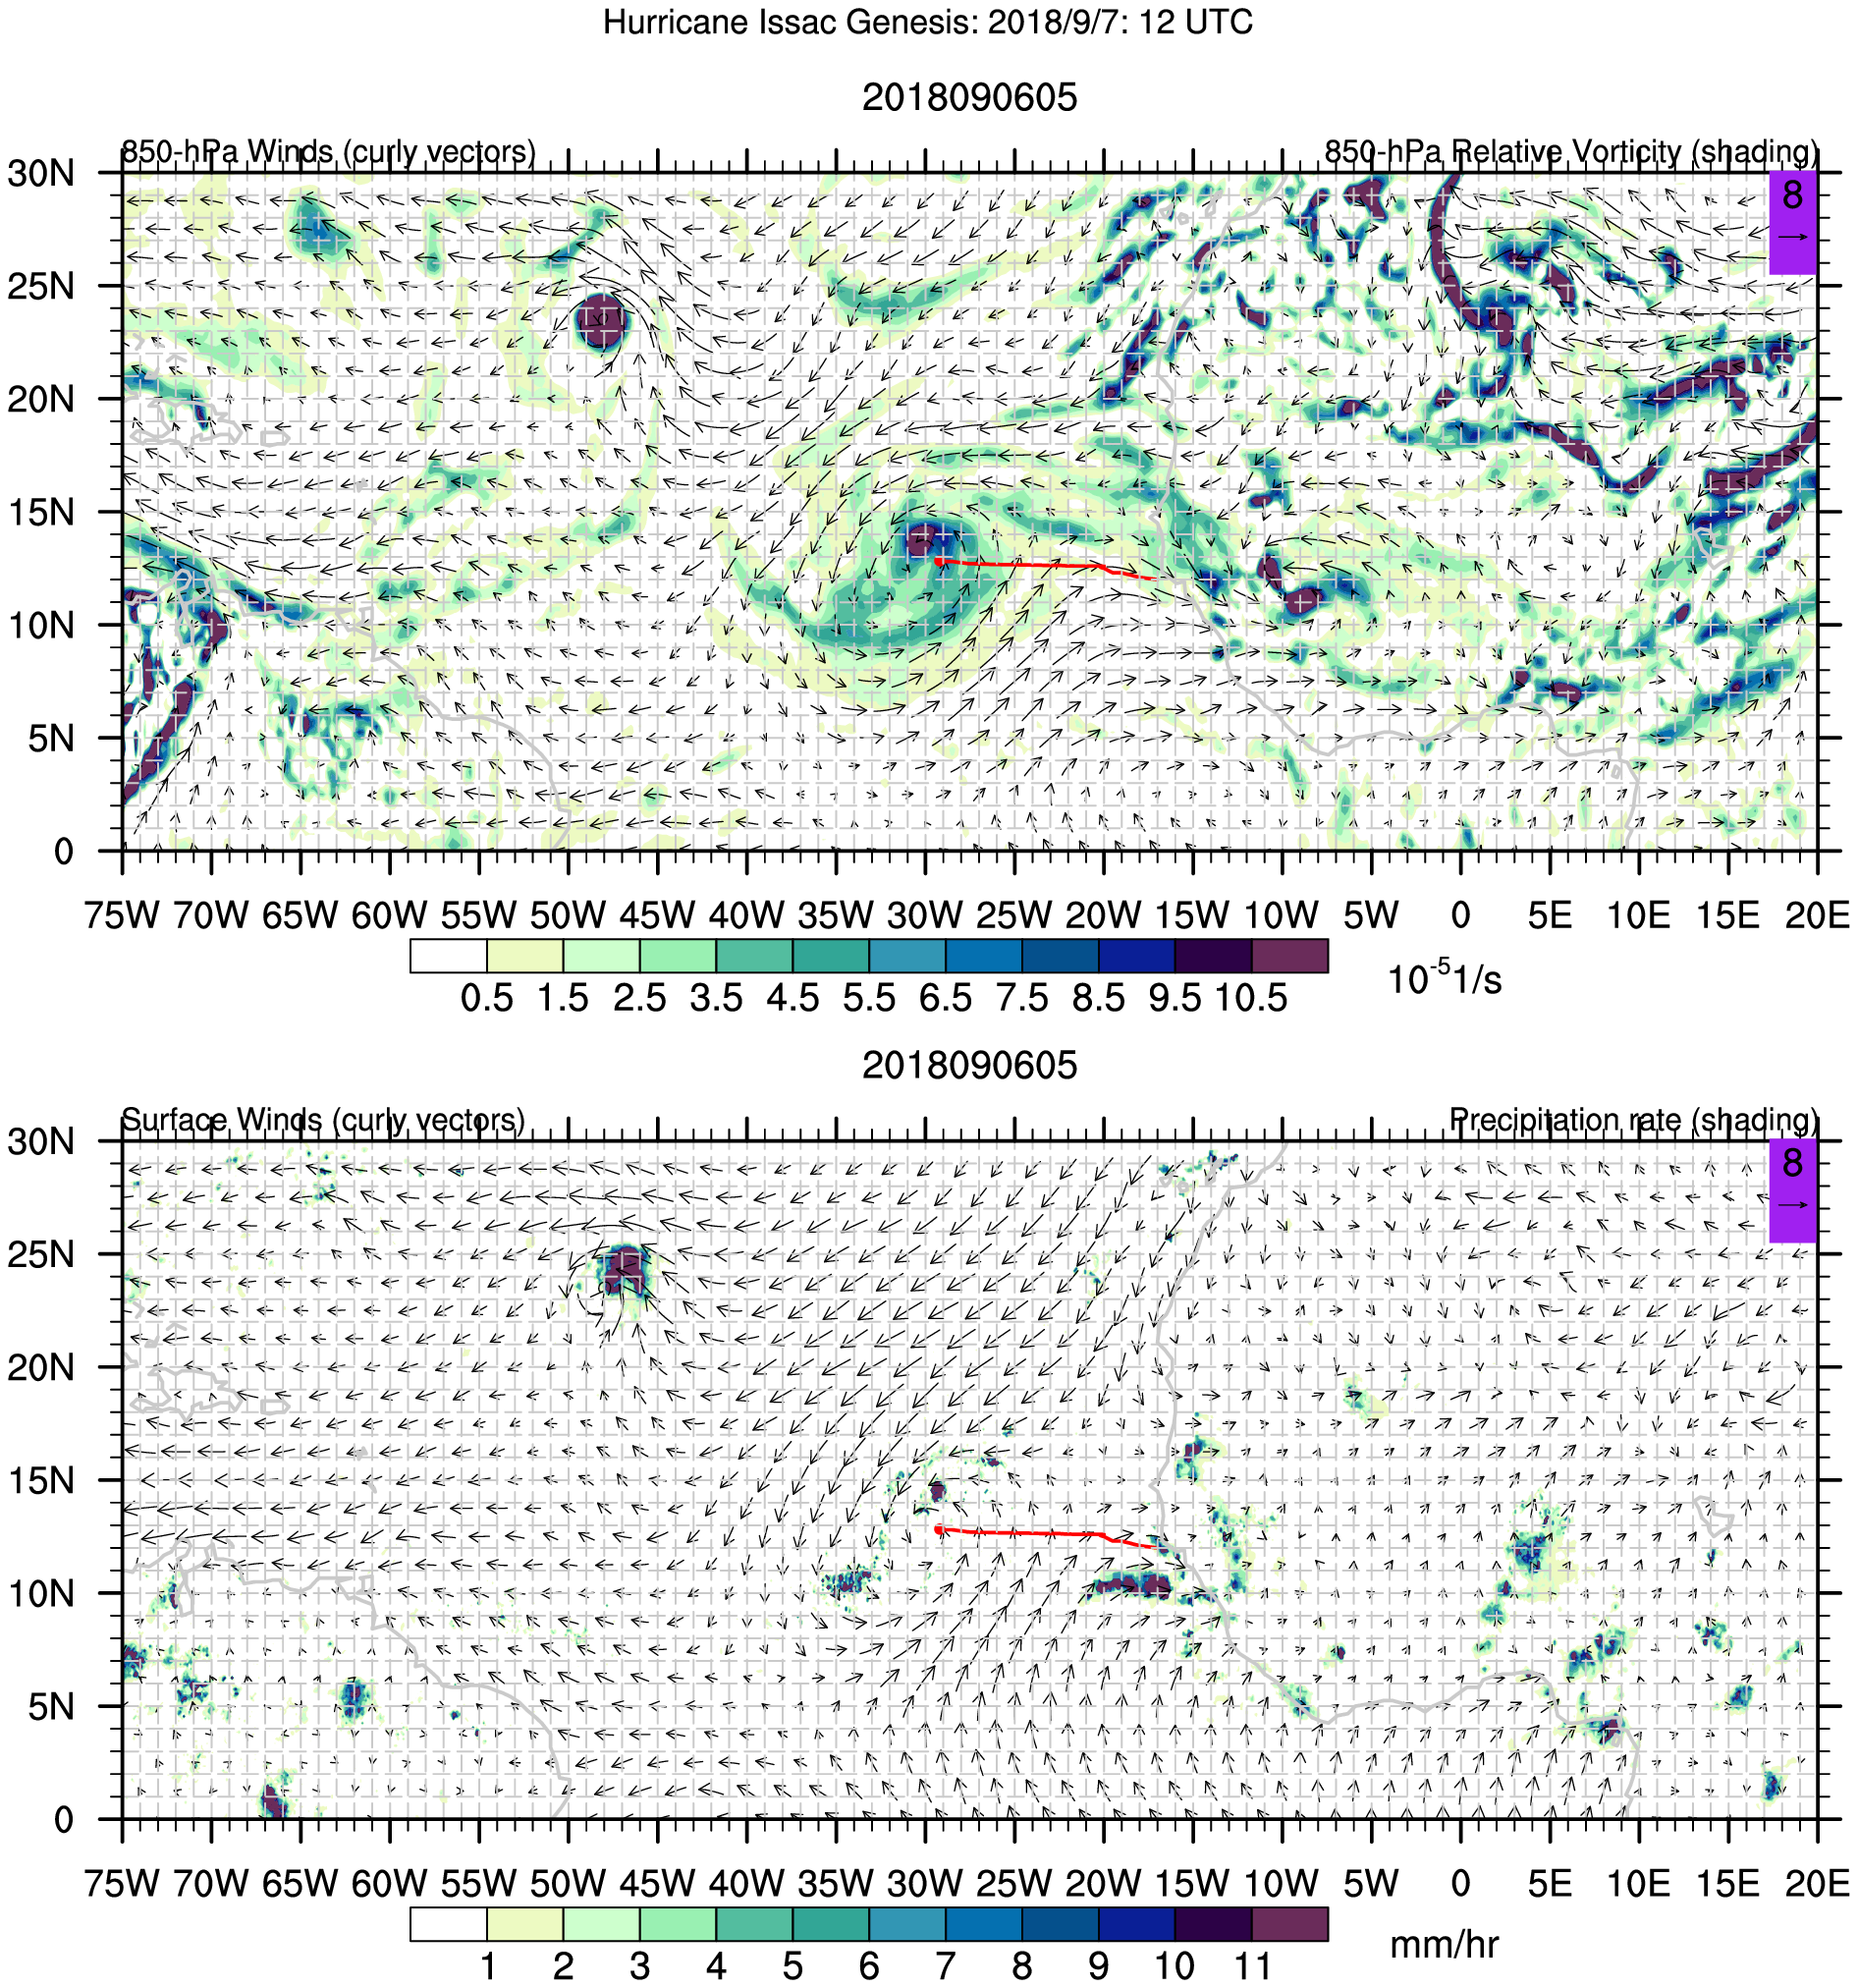 Hurricane Issac Genesis: 2018/9/7: 12 UTC
2018090605
850-hPa Winds (curly vectors) 850-hPa Relative Vorticity (shading)
8
30N
25N
20N
15N
10N
5N
0
75W 70W 65W 60W 55W 50W 45W 40W 35W 30W 25W 20W 15W 10W 5W 0 5E 10E 15E 20E
0.5 1.5 2.5 3.5 4.5 5.5 6.5 7.5 8.5 9.5 10.5
10⁻⁵1/s
2018090605
Surface Winds (curly vectors) Precipitation rate (shading)
8
30N
25N
20N
15N
10N
5N
0
75W 70W 65W 60W 55W 50W 45W 40W 35W 30W 25W 20W 15W 10W 5W 0 5E 10E 15E 20E
1 2 3 4 5 6 7 8 9 10 11
mm/hr